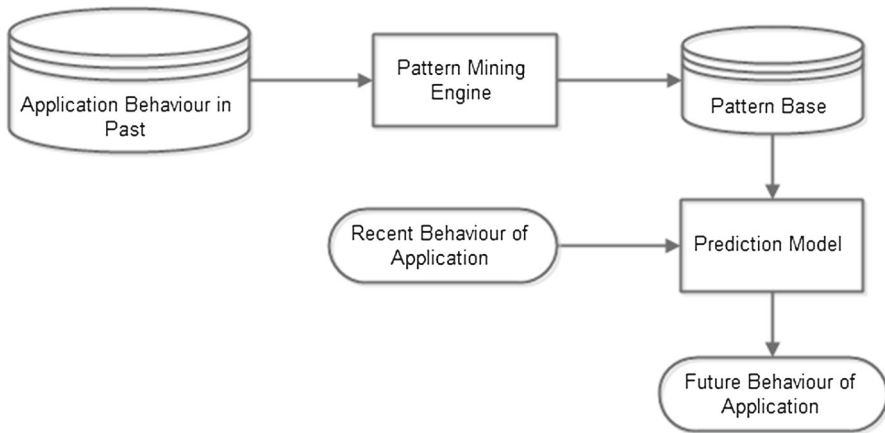 Application Behaviour in
Past
Pattern Mining
Engine
Pattern Base
Recent Behaviour of
Application
Prediction Model
Future Behaviour of
Application